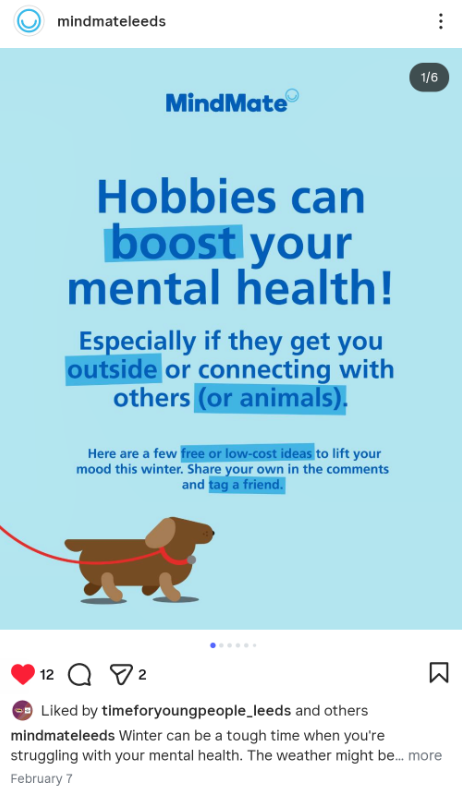 mindmateleeds
1/6
MindMate
Hobbies can
boost your
mental health!
Especially if they get you
outside or connecting with
others (or animals).
Here are a few free or low-cost ideas to lift your
mood this winter. Share your own in the comments
and tag a friend.
12
2
Liked by timeforyoungpeople_leeds and others
mindmateleeds Winter can be a tough time when you're
struggling with your mental health. The weather might be... more
February 7